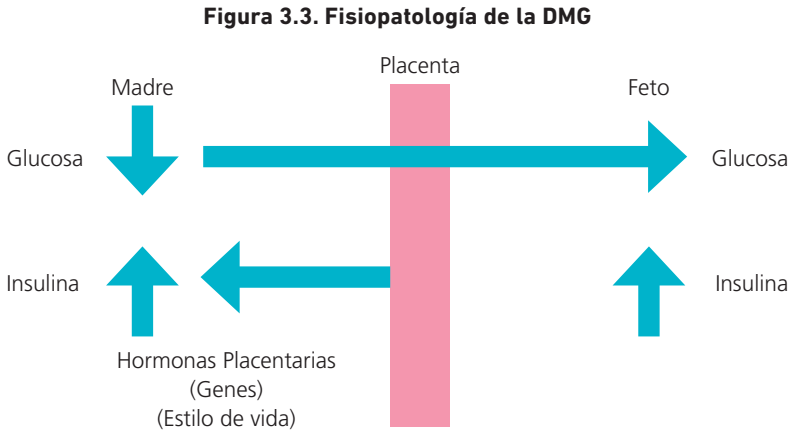 Figura 3.3. Fisiopatología de la DMG
Placenta
Madre
Feto
Glucosa
Glucosa
Insulina
Insulina
Hormonas Placentarias
(Genes)
(Estilo de vida)